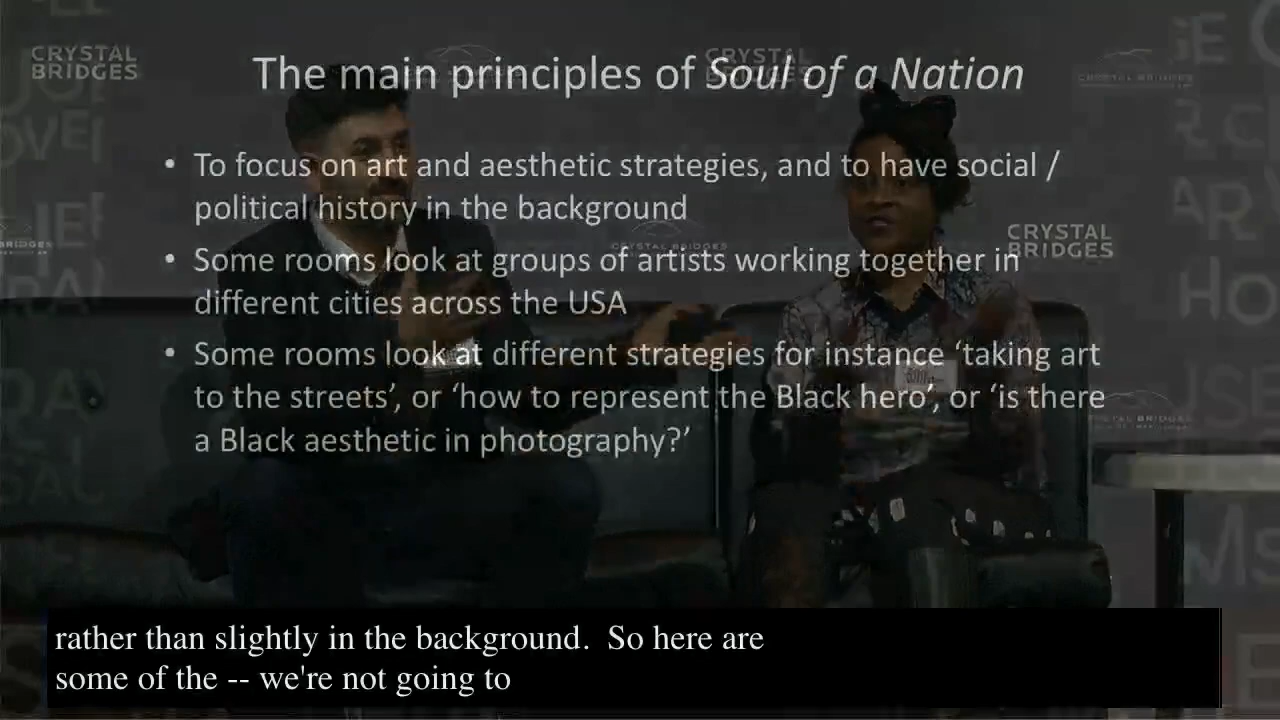 CRYSTAL
BRIDGES
CRYSTAL
BRIDGES
The main principles of Soul of a Nation
• To focus on art and aesthetic strategies, and to have social /
political history in the background
CRYSTAL BRIDGES
CRYSTAL
BRIDGES
• Some rooms look at groups of artists working together in
different cities across the USA
• Some rooms look at different strategies for instance ‘taking art
to the streets’, or ‘how to represent the Black hero’, or ‘is there
a Black aesthetic in photography?’
rather than slightly in the background.  So here are
some of the -- we're not going to